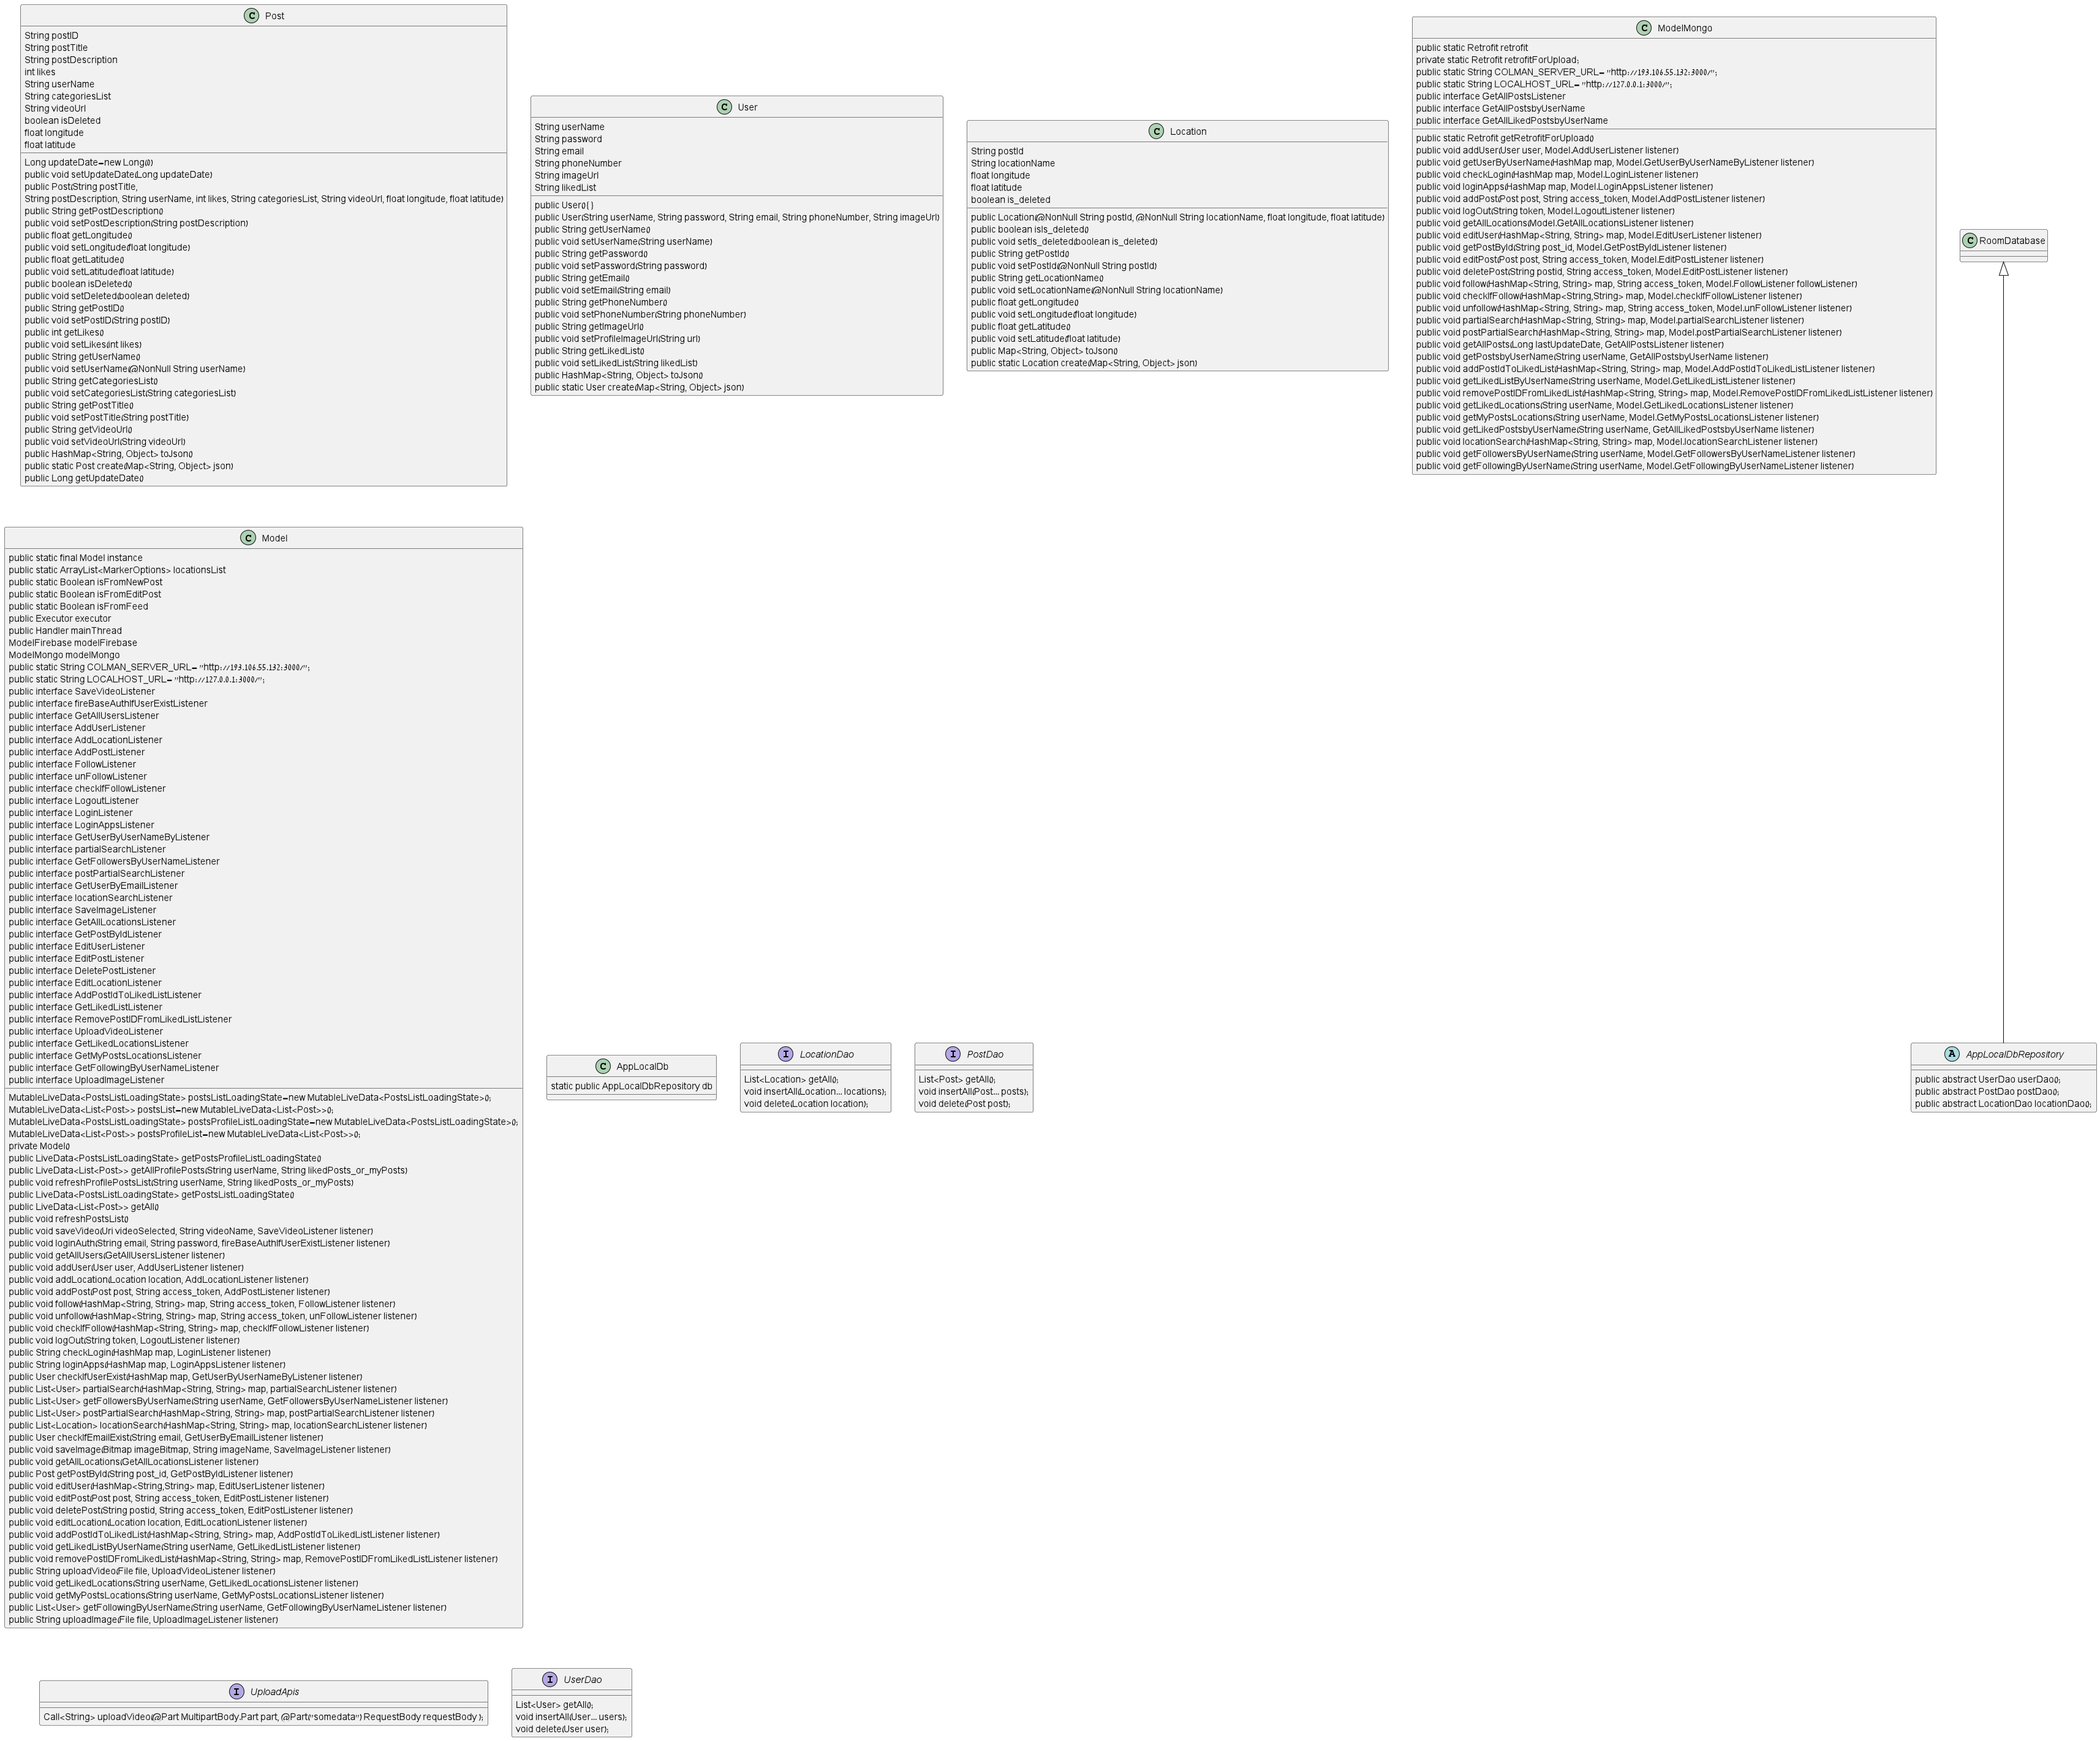 Post
String postID
String postTitle
String postDescription
int likes
String userName
String categoriesList
String videoUrl
boolean isDeleted
float longitude
float latitude
Long updateDate=new Long()
public void setUpdateDate(Long updateDate)
public Post(String postTitle,
String postDescription, String userName, int likes, String categoriesList, String videoUrl, float longitude, float latitude)
public String getPostDescription()
public void setPostDescription(String postDescription)
public float getLongitude()
public void setLongitude(float longitude)
public float getLatitude()
public void setLatitude(float latitude)
public boolean isDeleted()
public void setDeleted(boolean deleted)
public String getPostID()
public void setPostID(String postID)
public int getLikes()
public void setLikes(int likes)
public String getUserName()
public void setUserName(@NonNull String userName)
public String getCategoriesList()
public void setCategoriesList(String categoriesList)
public String getPostTitle()
public void setPostTitle(String postTitle)
public String getVideoUrl()
public void setVideoUrl(String videoUrl)
public HashMap<String, Object> toJson()
public static Post create(Map<String, Object> json)
public Long getUpdateDate()
User
String userName
String password
String email
String phoneNumber
String imageUrl
String likedList
public User(){}
public User(String userName, String password, String email, String phoneNumber, String imageUrl)
public String getUserName()
public void setUserName(String userName)
public String getPassword()
public void setPassword(String password)
public String getEmail()
public void setEmail(String email)
public String getPhoneNumber()
public void setPhoneNumber(String phoneNumber)
public String getImageUrl()
public void setProfileImageUrl(String url)
public String getLikedList()
public void setLikedList(String likedList)
public HashMap<String, Object> toJson()
public static User create(Map<String, Object> json)
Location
String postId
String locationName
float longitude
float latitude
boolean is_deleted
public Location(@NonNull String postId, @NonNull String locationName, float longitude, float latitude)
public boolean isIs_deleted()
public void setIs_deleted(boolean is_deleted)
public String getPostId()
public void setPostId(@NonNull String postId)
public String getLocationName()
public void setLocationName(@NonNull String locationName)
public float getLongitude()
public void setLongitude(float longitude)
public float getLatitude()
public void setLatitude(float latitude)
public Map<String, Object> toJson()
public static Location create(Map<String, Object> json)
ModelMongo
public static Retrofit retrofit
private static Retrofit retrofitForUpload;
public static String COLMAN_SERVER_URL= "http://193.106.55.132:3000/";
public static String LOCALHOST_URL= "http://127.0.0.1:3000/";
public interface GetAllPostsListener
public interface GetAllPostsbyUserName
public interface GetAllLikedPostsbyUserName
public static Retrofit getRetrofitForUpload()
public void addUser(User user, Model.AddUserListener listener)
public void getUserByUserName(HashMap map, Model.GetUserByUserNameByListener listener)
public void checkLogin(HashMap map, Model.LoginListener listener)
public void loginApps(HashMap map, Model.LoginAppsListener listener)
public void addPost(Post post, String access_token, Model.AddPostListener listener)
public void logOut(String token, Model.LogoutListener listener)
public void getAllLocations(Model.GetAllLocationsListener listener)
public void editUser(HashMap<String, String> map, Model.EditUserListener listener)
public void getPostById(String post_id, Model.GetPostByIdListener listener)
public void editPost(Post post, String access_token, Model.EditPostListener listener)
public void deletePost(String postid, String access_token, Model.EditPostListener listener)
public void follow(HashMap<String, String> map, String access_token, Model.FollowListener followListener)
public void checkIfFollow(HashMap<String,String> map, Model.checkIfFollowListener listener)
public void unfollow(HashMap<String, String> map, String access_token, Model.unFollowListener listener)
public void partialSearch(HashMap<String, String> map, Model.partialSearchListener listener)
public void postPartialSearch(HashMap<String, String> map, Model.postPartialSearchListener listener)
public void getAllPosts(Long lastUpdateDate, GetAllPostsListener listener)
public void getPostsbyUserName(String userName, GetAllPostsbyUserName listener)
public void addPostIdToLikedList(HashMap<String, String> map, Model.AddPostIdToLikedListListener listener)
public void getLikedListByUserName(String userName, Model.GetLikedListListener listener)
public void removePostIDFromLikedList(HashMap<String, String> map, Model.RemovePostIDFromLikedListListener listener)
public void getLikedLocations(String userName, Model.GetLikedLocationsListener listener)
public void getMyPostsLocations(String userName, Model.GetMyPostsLocationsListener listener)
public void getLikedPostsbyUserName(String userName, GetAllLikedPostsbyUserName listener)
public void locationSearch(HashMap<String, String> map, Model.locationSearchListener listener)
public void getFollowersByUserName(String userName, Model.GetFollowersByUserNameListener listener)
public void getFollowingByUserName(String userName, Model.GetFollowingByUserNameListener listener)
RoomDatabase
Model
public static final Model instance
public static ArrayList<MarkerOptions> locationsList
public static Boolean isFromNewPost
public static Boolean isFromEditPost
public static Boolean isFromFeed
public Executor executor
public Handler mainThread
ModelFirebase modelFirebase
ModelMongo modelMongo
public static String COLMAN_SERVER_URL= "http://193.106.55.132:3000/";
public static String LOCALHOST_URL= "http://127.0.0.1:3000/";
public interface SaveVideoListener
public interface fireBaseAuthIfUserExistListener
public interface GetAllUsersListener
public interface AddUserListener
public interface AddLocationListener
public interface AddPostListener
public interface FollowListener
public interface unFollowListener
public interface checkIfFollowListener
public interface LogoutListener
public interface LoginListener
public interface LoginAppsListener
public interface GetUserByUserNameByListener
public interface partialSearchListener
public interface GetFollowersByUserNameListener
public interface postPartialSearchListener
public interface GetUserByEmailListener
public interface locationSearchListener
public interface SaveImageListener
public interface GetAllLocationsListener
public interface GetPostByIdListener
public interface EditUserListener
public interface EditPostListener
public interface DeletePostListener
public interface EditLocationListener
public interface AddPostIdToLikedListListener
public interface GetLikedListListener
public interface RemovePostIDFromLikedListListener
public interface UploadVideoListener
public interface GetLikedLocationsListener
public interface GetMyPostsLocationsListener
public interface GetFollowingByUserNameListener
public interface UploadImageListener
MutableLiveData<PostsListLoadingState> postsListLoadingState=new MutableLiveData<PostsListLoadingState>();
MutableLiveData<List<Post>> postsList=new MutableLiveData<List<Post>>();
MutableLiveData<PostsListLoadingState> postsProfileListLoadingState=new MutableLiveData<PostsListLoadingState>();
MutableLiveData<List<Post>> postsProfileList=new MutableLiveData<List<Post>>();
private Model()
public LiveData<PostsListLoadingState> getPostsProfileListLoadingState()
public LiveData<List<Post>> getAllProfilePosts(String userName, String likedPosts_or_myPosts)
public void refreshProfilePostsList(String userName, String likedPosts_or_myPosts)
public LiveData<PostsListLoadingState> getPostsListLoadingState()
public LiveData<List<Post>> getAll()
public void refreshPostsList()
public void saveVideo(Uri videoSelected, String videoName, SaveVideoListener listener)
public void loginAuth(String email, String password, fireBaseAuthIfUserExistListener listener)
public void getAllUsers(GetAllUsersListener listener)
public void addUser(User user, AddUserListener listener)
public void addLocation(Location location, AddLocationListener listener)
public void addPost(Post post, String access_token, AddPostListener listener)
public void follow(HashMap<String, String> map, String access_token, FollowListener listener)
public void unfollow(HashMap<String, String> map, String access_token, unFollowListener listener)
public void checkIfFollow(HashMap<String, String> map, checkIfFollowListener listener)
public void logOut(String token, LogoutListener listener)
public String checkLogin(HashMap map, LoginListener listener)
public String loginApps(HashMap map, LoginAppsListener listener)
public User checkIfUserExist(HashMap map, GetUserByUserNameByListener listener)
public List<User> partialSearch(HashMap<String, String> map, partialSearchListener listener)
public List<User> getFollowersByUserName(String userName, GetFollowersByUserNameListener listener)
public List<User> postPartialSearch(HashMap<String, String> map, postPartialSearchListener listener)
public List<Location> locationSearch(HashMap<String, String> map, locationSearchListener listener)
public User checkIfEmailExist(String email, GetUserByEmailListener listener)
public void saveImage(Bitmap imageBitmap, String imageName, SaveImageListener listener)
public void getAllLocations(GetAllLocationsListener listener)
public Post getPostById(String post_id, GetPostByIdListener listener)
public void editUser(HashMap<String,String> map, EditUserListener listener)
public void editPost(Post post, String access_token, EditPostListener listener)
public void deletePost(String postid, String access_token, EditPostListener listener)
public void editLocation(Location location, EditLocationListener listener)
public void addPostIdToLikedList(HashMap<String, String> map, AddPostIdToLikedListListener listener)
public void getLikedListByUserName(String userName, GetLikedListListener listener)
public void removePostIDFromLikedList(HashMap<String, String> map, RemovePostIDFromLikedListListener listener)
public String uploadVideo(File file, UploadVideoListener listener)
public void getLikedLocations(String userName, GetLikedLocationsListener listener)
public void getMyPostsLocations(String userName, GetMyPostsLocationsListener listener)
public List<User> getFollowingByUserName(String userName, GetFollowingByUserNameListener listener)
public String uploadImage(File file, UploadImageListener listener)
AppLocalDb
static public AppLocalDbRepository db
LocationDao
List<Location> getAll();
void insertAll(Location... locations);
void delete(Location location);
PostDao
List<Post> getAll();
void insertAll(Post... posts);
void delete(Post post);
AppLocalDbRepository
public abstract UserDao userDao();
public abstract PostDao postDao();
public abstract LocationDao locationDao();
UploadApis
Call<String> uploadVideo(@Part MultipartBody.Part part, @Part("somedata") RequestBody requestBody );
UserDao
List<User> getAll();
void insertAll(User... users);
void delete(User user);